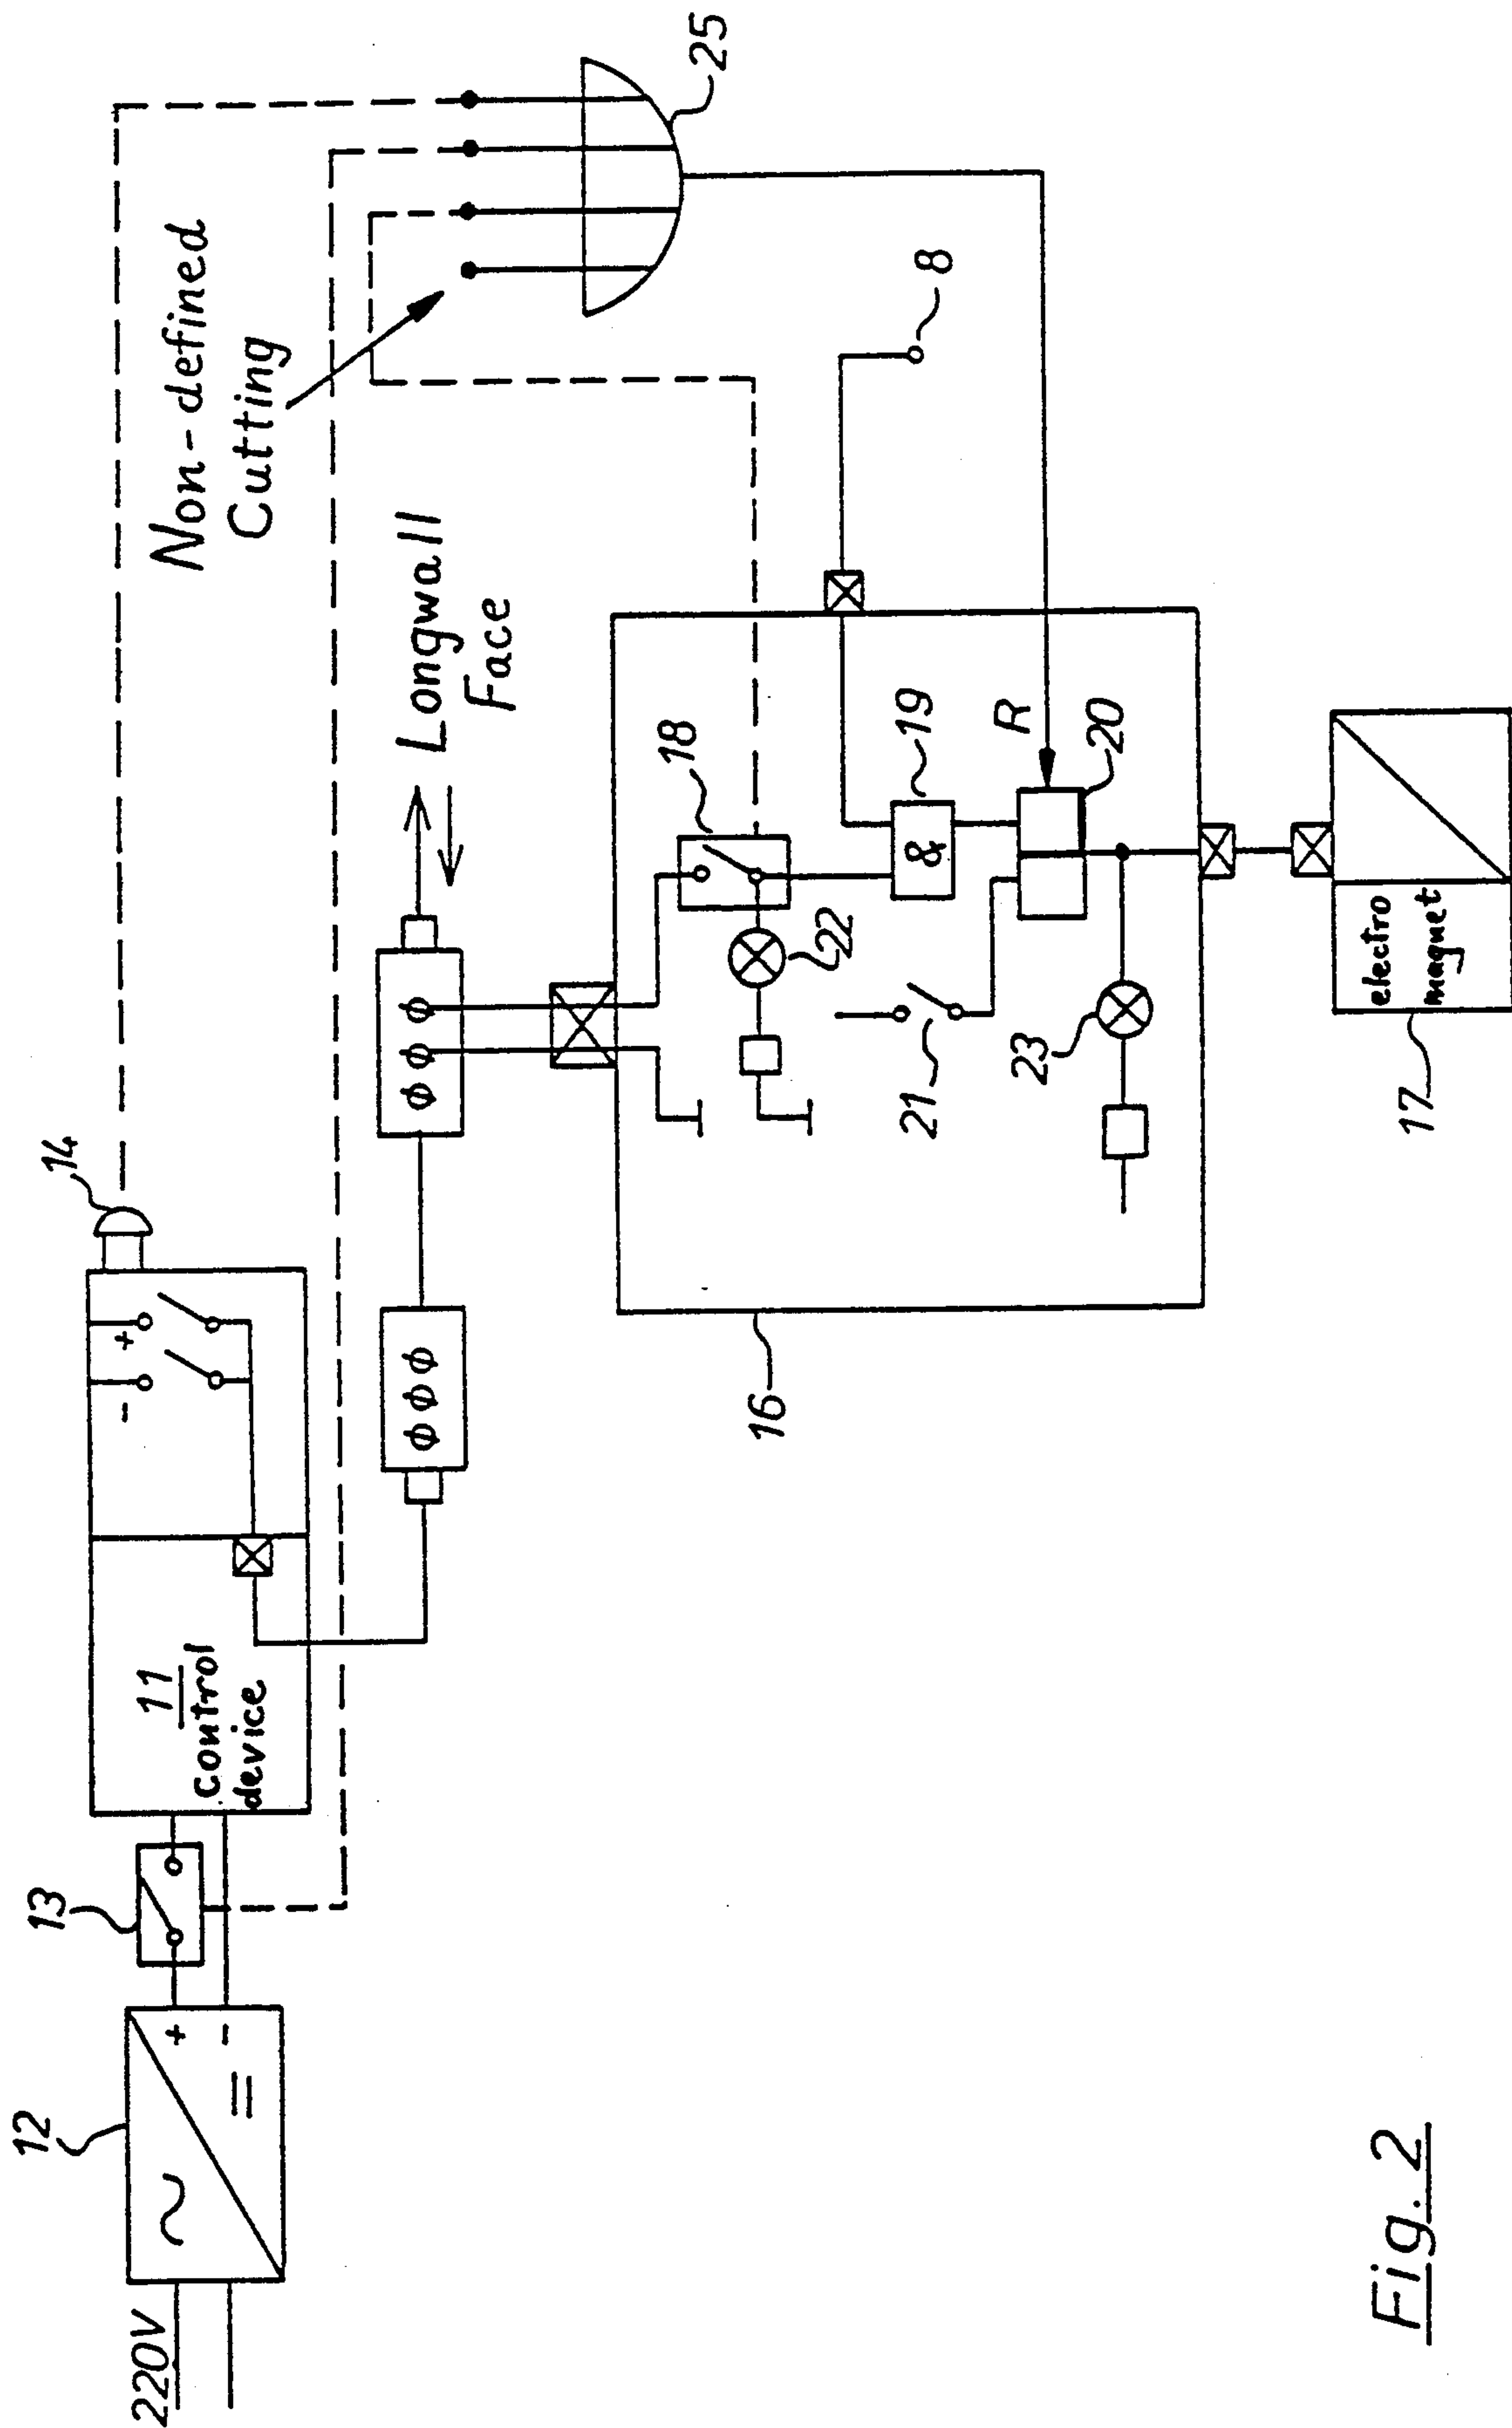 220V
12
+
-
~
=
13
11
control
device
14
+
-
Longwall
Face
Non-defined
Cutting
25
16
18
22
19
&
8
21
20
R
23
17
electro
magnet
Fig. 2